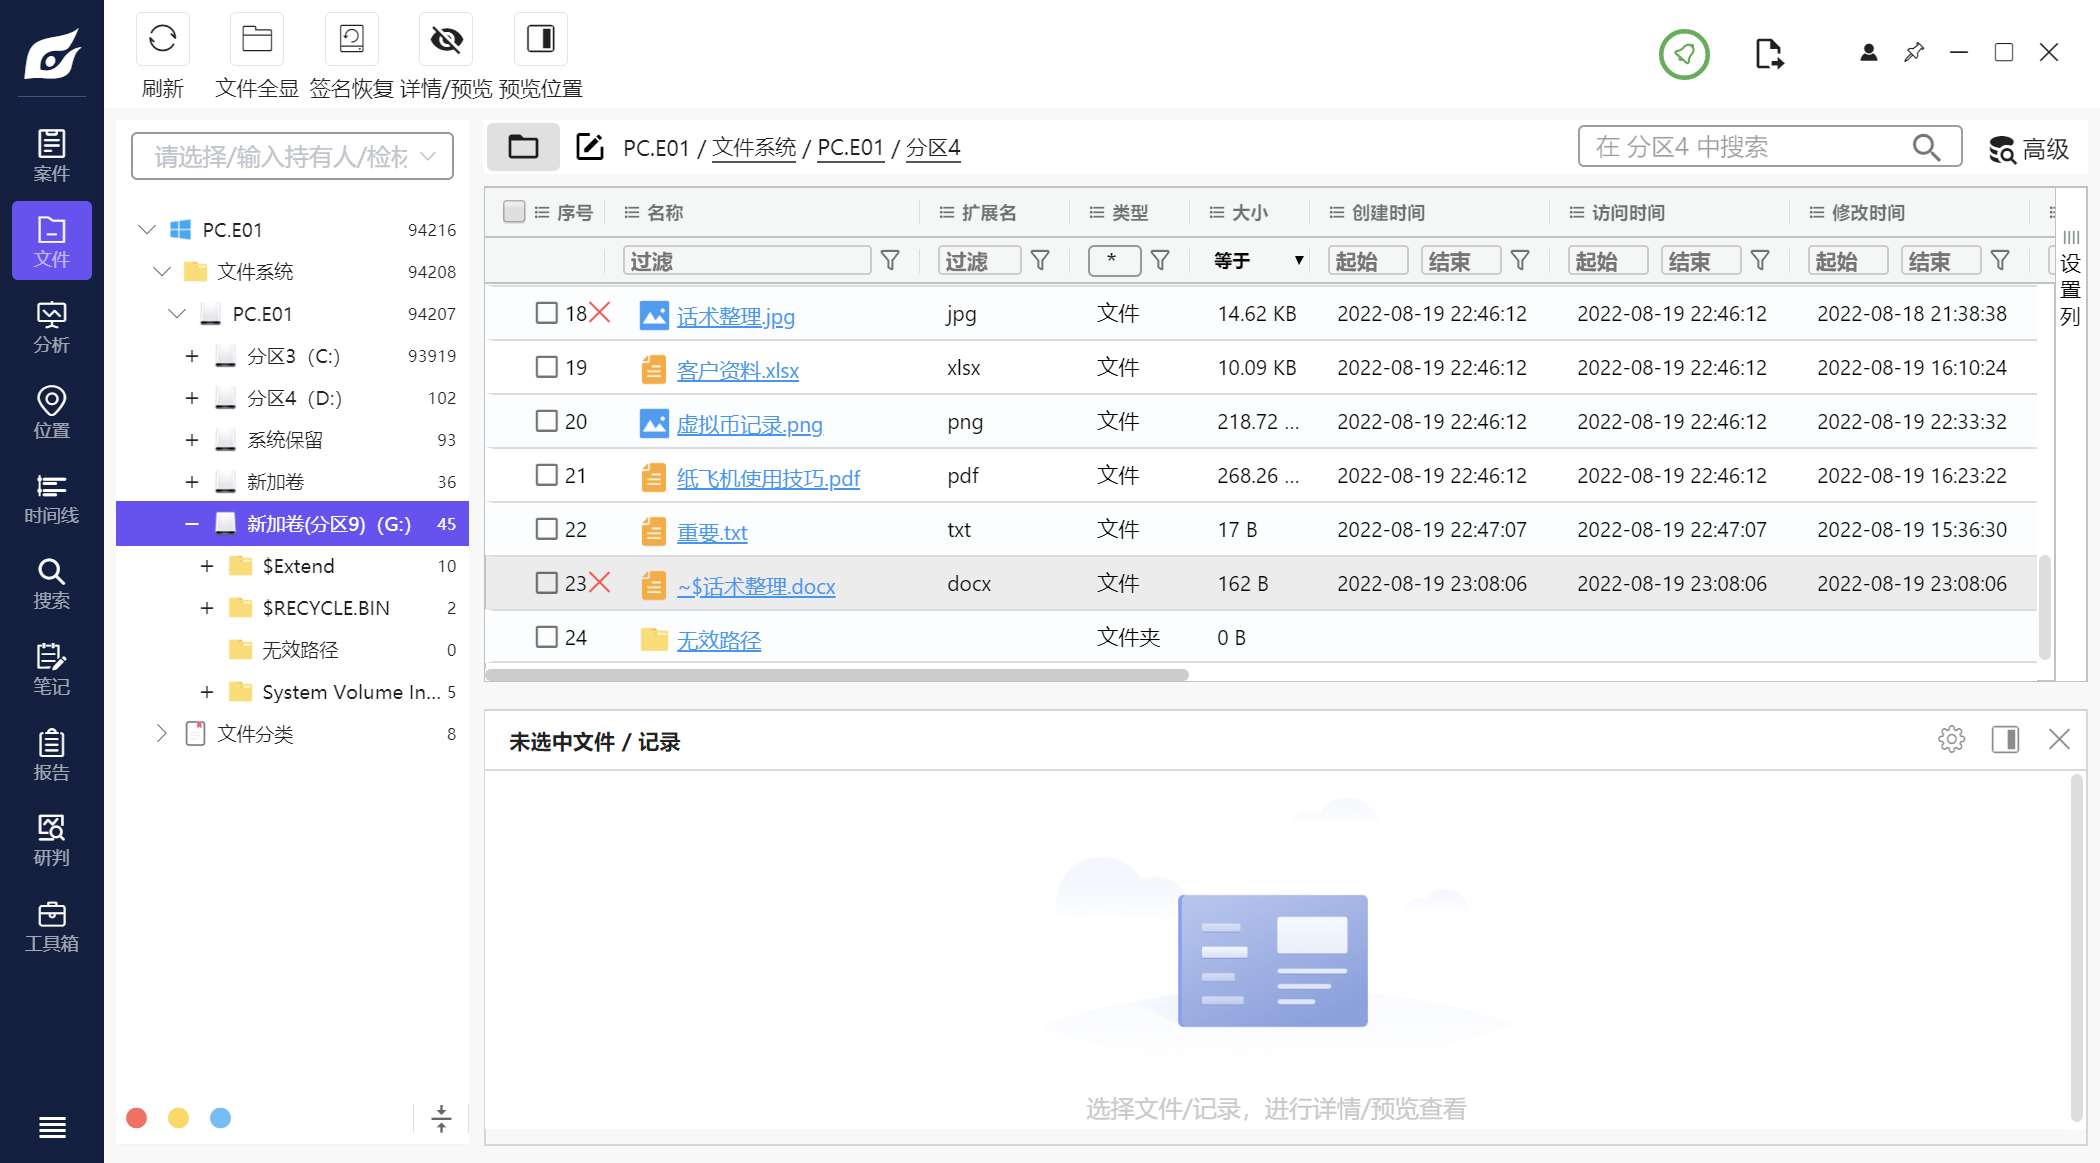 刷新 文件全显 签名恢复 详情/预览 预览位置
案件
文件
分析
位置
时间线
搜索
笔记
报告
研判
工具箱
请选择/输入持有人/检材
PC.E01 94216
文件系统 94208
PC.E01 94207
+ 分区3 (C:) 93919
+ 分区4 (D:) 102
+ 系统保留 93
+ 新加卷 36
− 新加卷(分区9) (G:) 45
+ $Extend 10
+ $RECYCLE.BIN 2
无效路径 0
+ System Volume In... 5
文件分类 8
PC.E01 / 文件系统 / PC.E01 / 分区4
在 分区4 中搜索
高级
序号 名称 扩展名 类型 大小 创建时间 访问时间 修改时间
过滤 过滤 * 等于 ▼ 起始 结束 起始 结束 起始 结束
设置列
18 话术整理.jpg jpg 文件 14.62 KB 2022-08-19 22:46:12 2022-08-19 22:46:12 2022-08-18 21:38:38
19 客户资料.xlsx xlsx 文件 10.09 KB 2022-08-19 22:46:12 2022-08-19 22:46:12 2022-08-19 16:10:24
20 虚拟币记录.png png 文件 218.72 ... 2022-08-19 22:46:12 2022-08-19 22:46:12 2022-08-19 22:33:32
21 纸飞机使用技巧.pdf pdf 文件 268.26 ... 2022-08-19 22:46:12 2022-08-19 22:46:12 2022-08-19 16:23:22
22 重要.txt txt 文件 17 B 2022-08-19 22:47:07 2022-08-19 22:47:07 2022-08-19 15:36:30
23 ~$话术整理.docx docx 文件 162 B 2022-08-19 23:08:06 2022-08-19 23:08:06 2022-08-19 23:08:06
24 无效路径 文件夹 0 B
未选中文件 / 记录
选择文件/记录，进行详情/预览查看